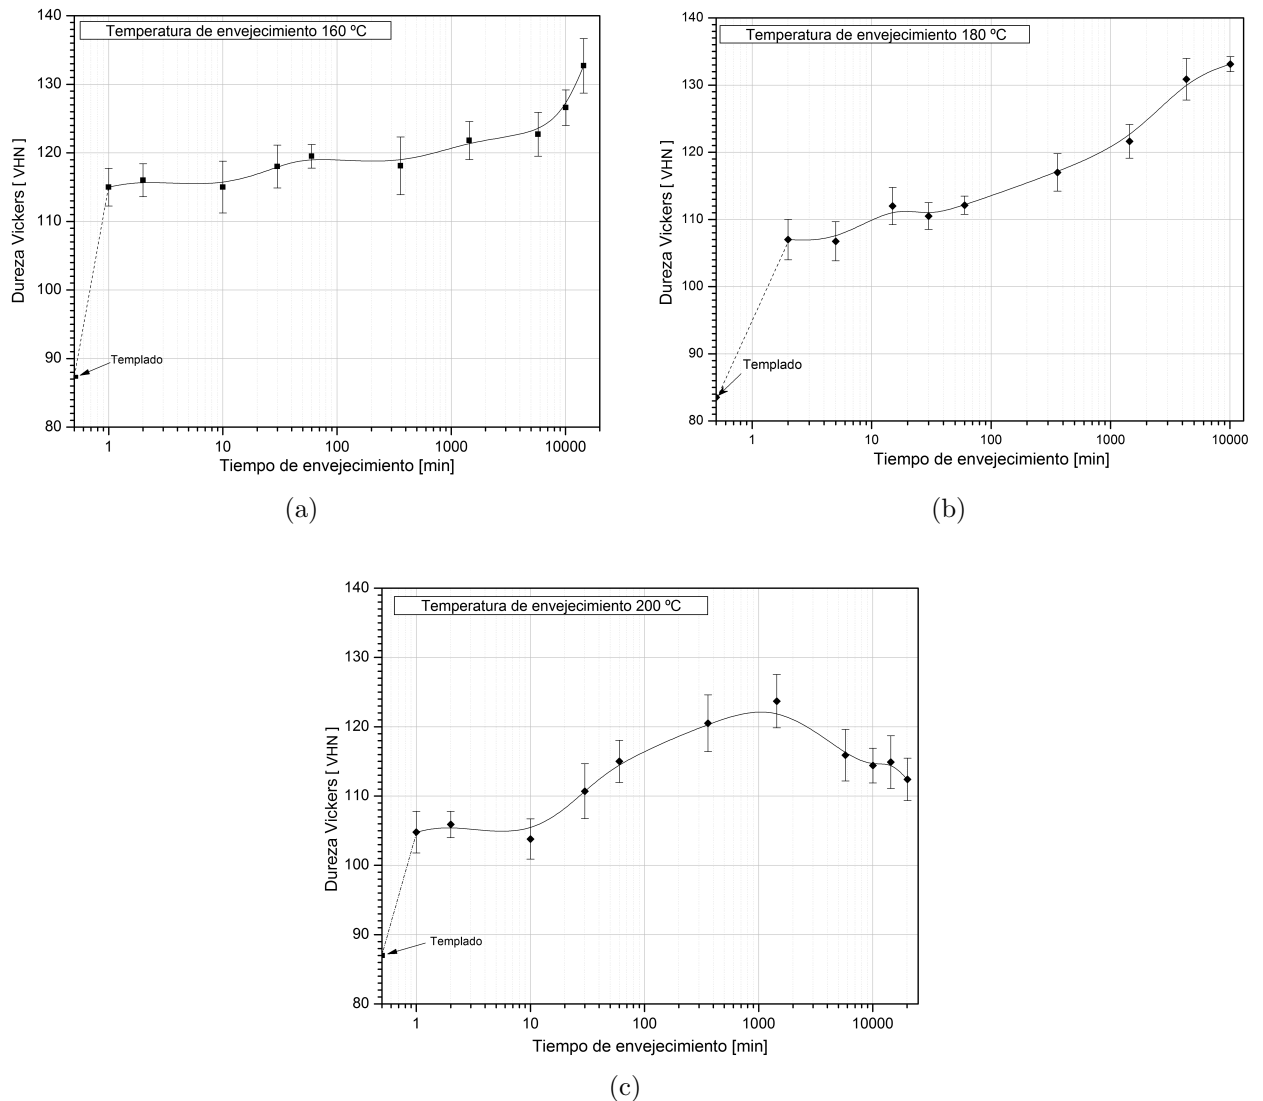 140
130
120
110
100
90
80
Dureza Vickers [ VHN ]
Temperatura de envejecimiento 160 ºC
Templado
1 10 100 1000 10000
Tiempo de envejecimiento [min]
(a)
140
130
120
110
100
90
80
Dureza Vickers [ VHN ]
Temperatura de envejecimiento 180 ºC
Templado
1 10 100 1000 10000
Tiempo de envejecimiento [min]
(b)
140
130
120
110
100
90
80
Dureza Vickers [ VHN ]
Temperatura de envejecimiento 200 ºC
Templado
1 10 100 1000 10000
Tiempo de envejecimiento [min]
(c)